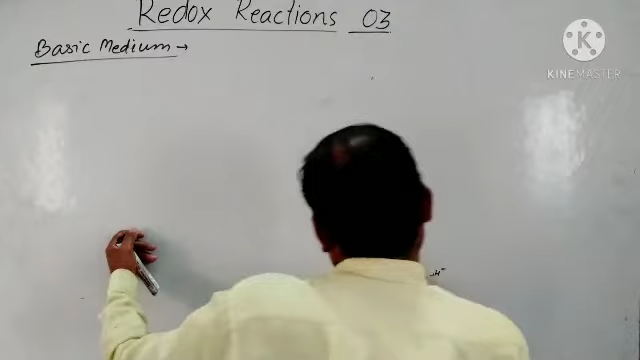 Redox Reactions 03
Basic Medium →
K
KINEMASTER